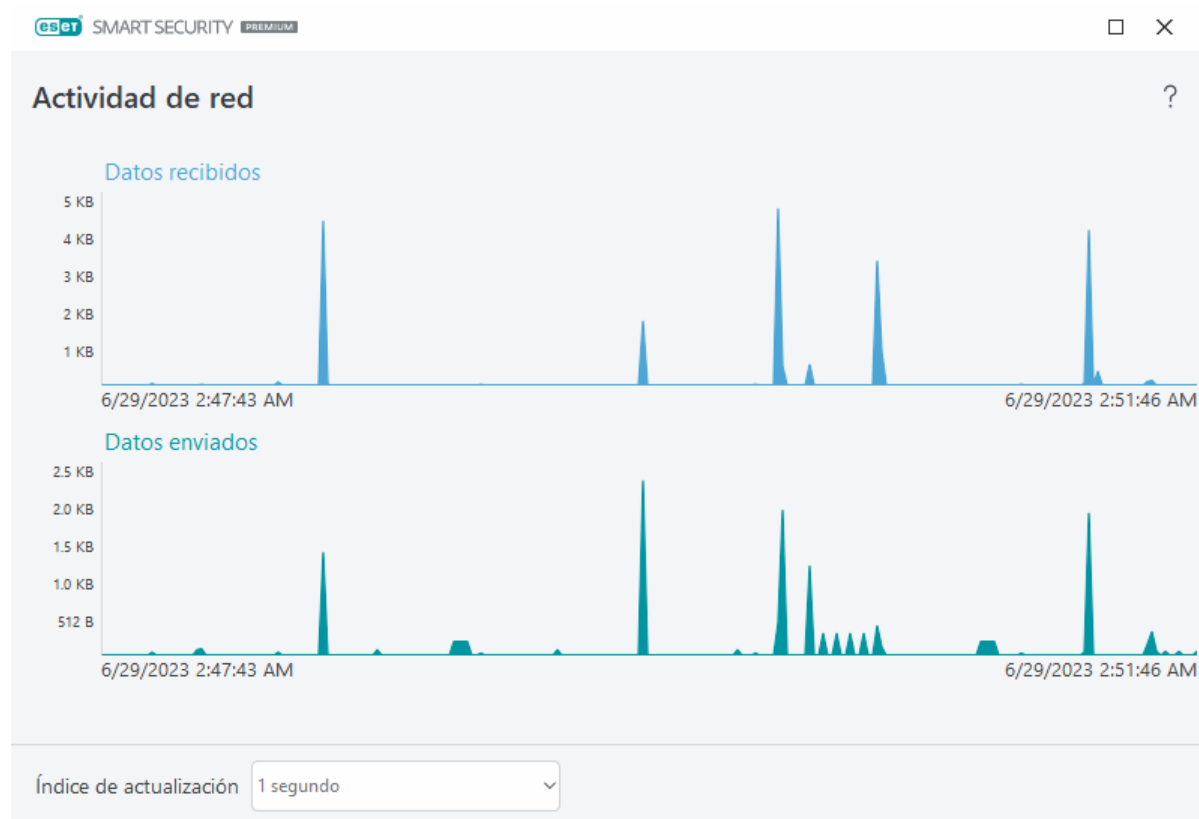 eset SMART SECURITY PREMIUM
Actividad de red
?
Datos recibidos
5 KB
4 KB
3 KB
2 KB
1 KB
6/29/2023 2:47:43 AM 6/29/2023 2:51:46 AM
Datos enviados
2.5 KB
2.0 KB
1.5 KB
1.0 KB
512 B
6/29/2023 2:47:43 AM 6/29/2023 2:51:46 AM
Índice de actualización 1 segundo